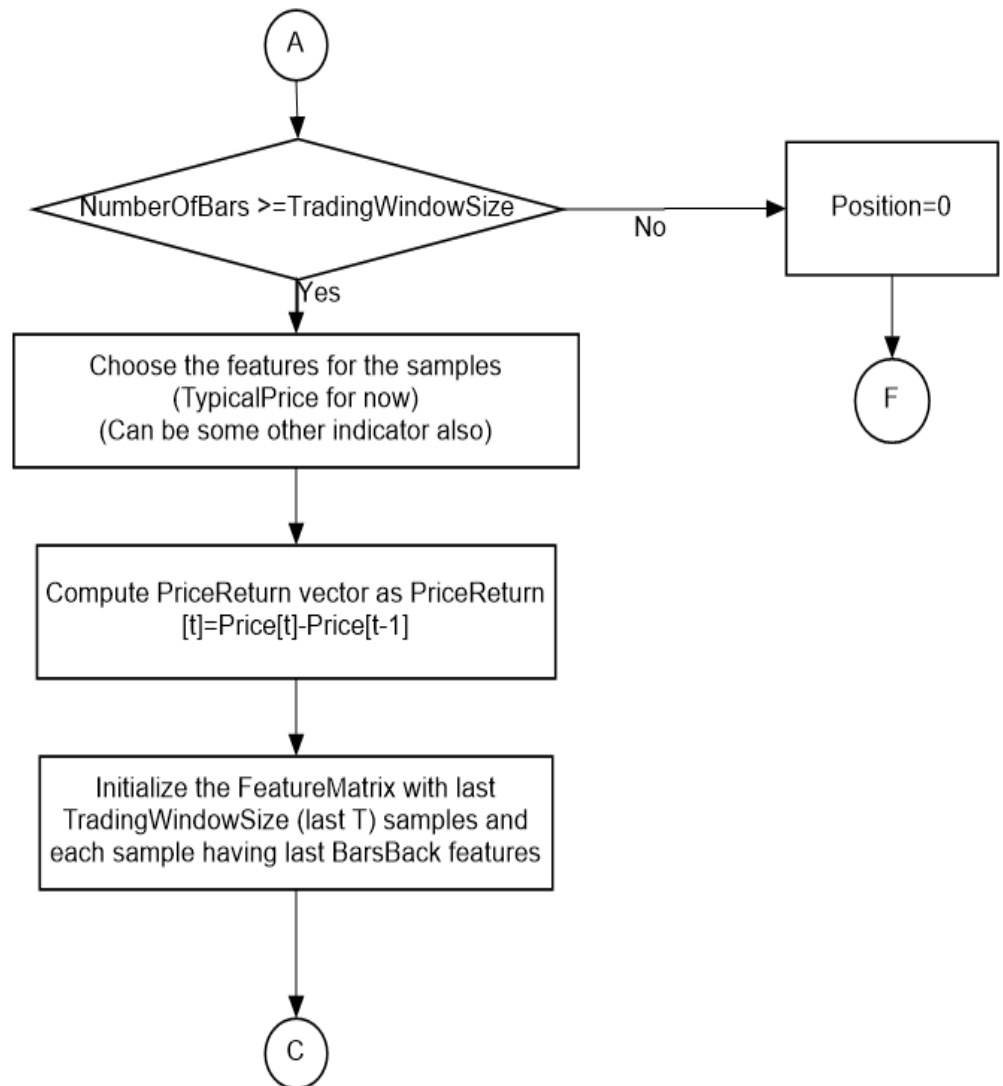 A
NumberOfBars >=TradingWindowSize
No
Position=0
Yes
F
Choose the features for the samples
(TypicalPrice for now)
(Can be some other indicator also)
Compute PriceReturn vector as PriceReturn
[t]=Price[t]-Price[t-1]
Initialize the FeatureMatrix with last
TradingWindowSize (last T) samples and
each sample having last BarsBack features
C